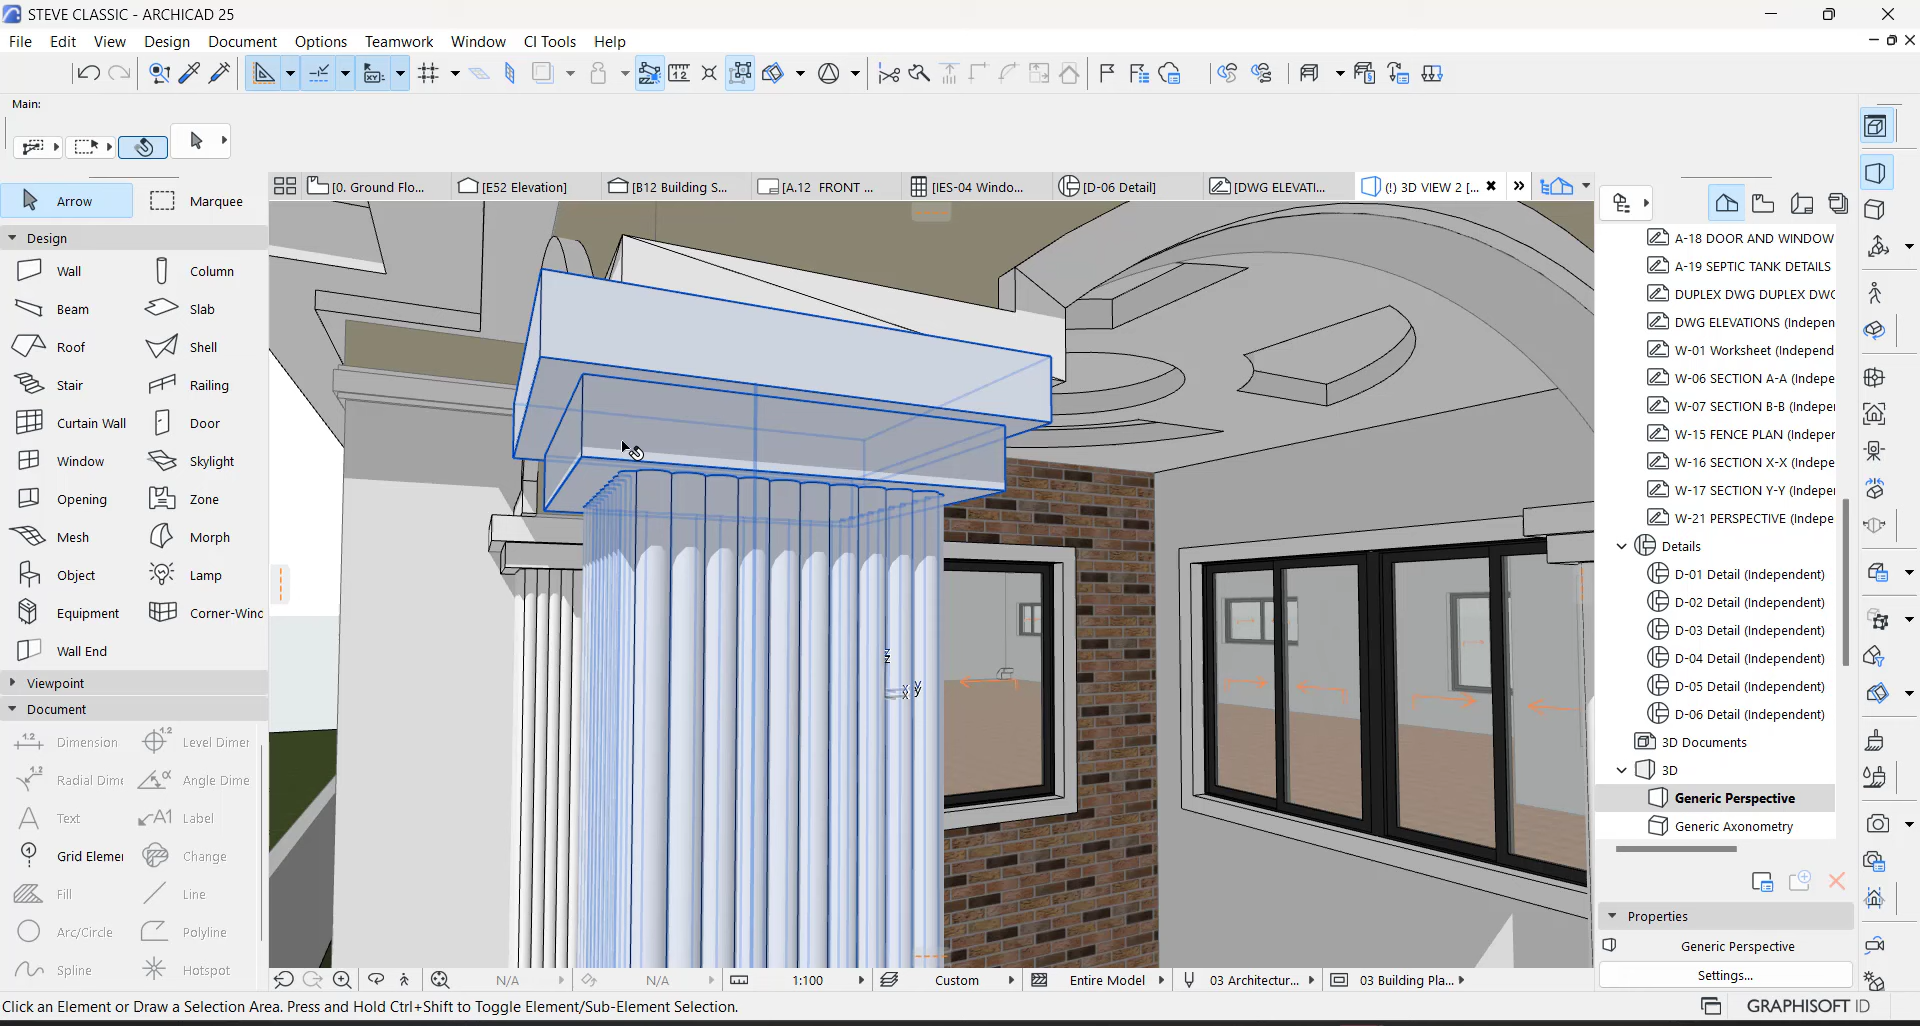 STEVE CLASSIC - ARCHICAD 25
File Edit View Design Document Options Teamwork Window CI Tools Help
Main:
Arrow Marquee
[0. Ground Flo... [E52 Elevation] [B12 Building S... [A.12 FRONT ... [IES-04 Windo... [D-06 Detail] [DWG ELEVATI... (!) 3D VIEW 2 [...
Design
Wall Column
Beam Slab
Roof Shell
Stair Railing
Curtain Wall Door
Window Skylight
Opening Zone
Mesh Morph
Object Lamp
Equipment Corner-Winc
Wall End
Viewpoint
Document
Dimension Level Dimer
Radial Dime Angle Dime
Text Label
Grid Elemer Change
Fill Line
Arc/Circle Polyline
Spline Hotspot
z
z
x y
x y
A-18 DOOR AND WINDOW
A-19 SEPTIC TANK DETAILS
DUPLEX DWG DUPLEX DWG
DWG ELEVATIONS (Indepen
W-01 Worksheet (Independ
W-06 SECTION A-A (Indepe
W-07 SECTION B-B (Indepe
W-15 FENCE PLAN (Indeper
W-16 SECTION X-X (Indepe
W-17 SECTION Y-Y (Indeper
W-21 PERSPECTIVE (Indepe
Details
D-01 Detail (Independent)
D-02 Detail (Independent)
D-03 Detail (Independent)
D-04 Detail (Independent)
D-05 Detail (Independent)
D-06 Detail (Independent)
3D Documents
3D
Generic Perspective
Generic Axonometry
Properties
Generic Perspective
Settings...
N/A N/A 1:100 Custom Entire Model 03 Architectur... 03 Building Pla...
Click an Element or Draw a Selection Area. Press and Hold Ctrl+Shift to Toggle Element/Sub-Element Selection.
GRAPHISOFT ID